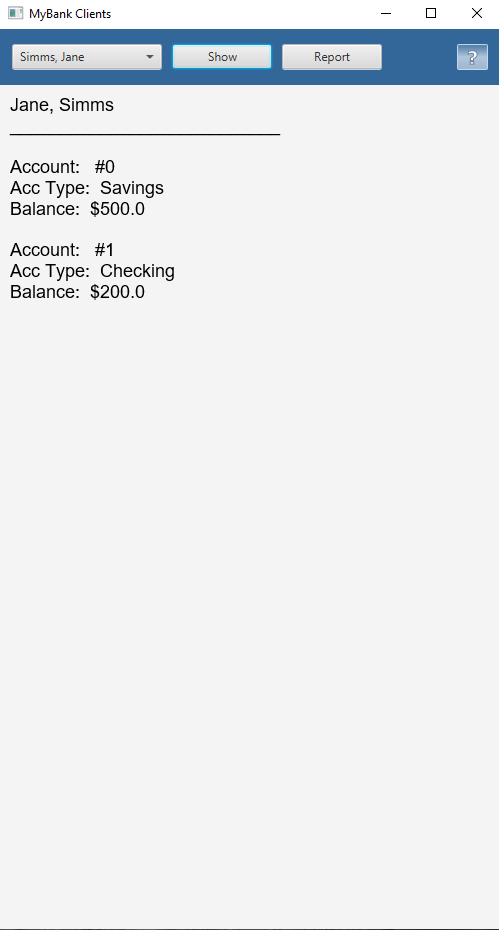 MyBank Clients
Simms, Jane Show Report ?
Jane, Simms
___________________________
Account: #0
Acc Type: Savings
Balance: $500.0
Account: #1
Acc Type: Checking
Balance: $200.0